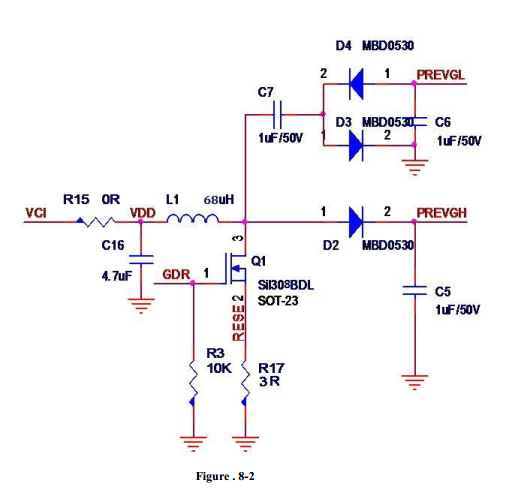 D4 MBD0530
2 1 PREVGL
C7
1uF/50V
D3 MBD0530 C6
1 2 1uF/50V
R15 0R L1 68uH
VCI VDD 1 2 PREVGH
D2 MBD0530
C16
4.7uF
3
Q1
GDR 1
Sil308BDL
SOT-23
2
RESE
C5
1uF/50V
R3
10K
R17
3R
Figure . 8-2